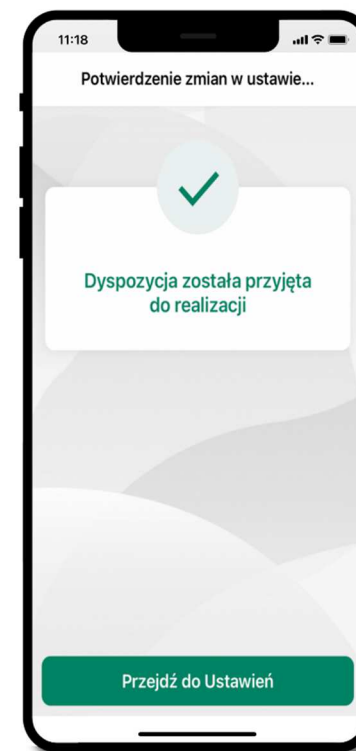 11:18
Potwierdzenie zmian w ustawie...
Dyspozycja została przyjęta
do realizacji
Przejdź do Ustawień